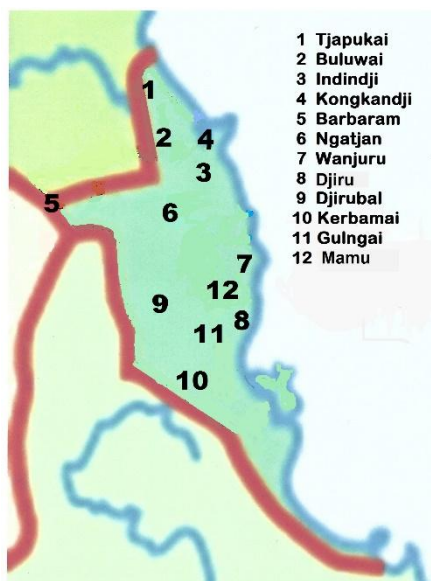 1 Tjapukai
2 Buluwai
3 Indindji
4 Kongkandji
5 Barbaram
6 Ngatjan
7 Wanjuru
8 Djiru
9 Djirubal
10 Kerbamai
11 Gulngai
12 Mamu
1
2
4
3
5
6
7
12
9
8
11
10